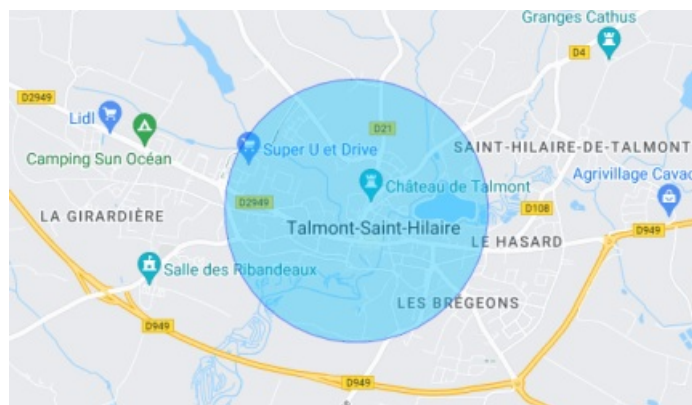 Granges Cathus
D4
D2949
Lidl
D21
Super U et Drive
SAINT-HILAIRE-DE-TALMONT
Camping Sun Océan
Château de Talmont
Agrivillage Cavac
D2949
D108
LA GIRARDIÈRE
Talmont-Saint-Hilaire
D949
LE HASARD
Salle des Ribandeaux
LES BRÉGEONS
D949
D949